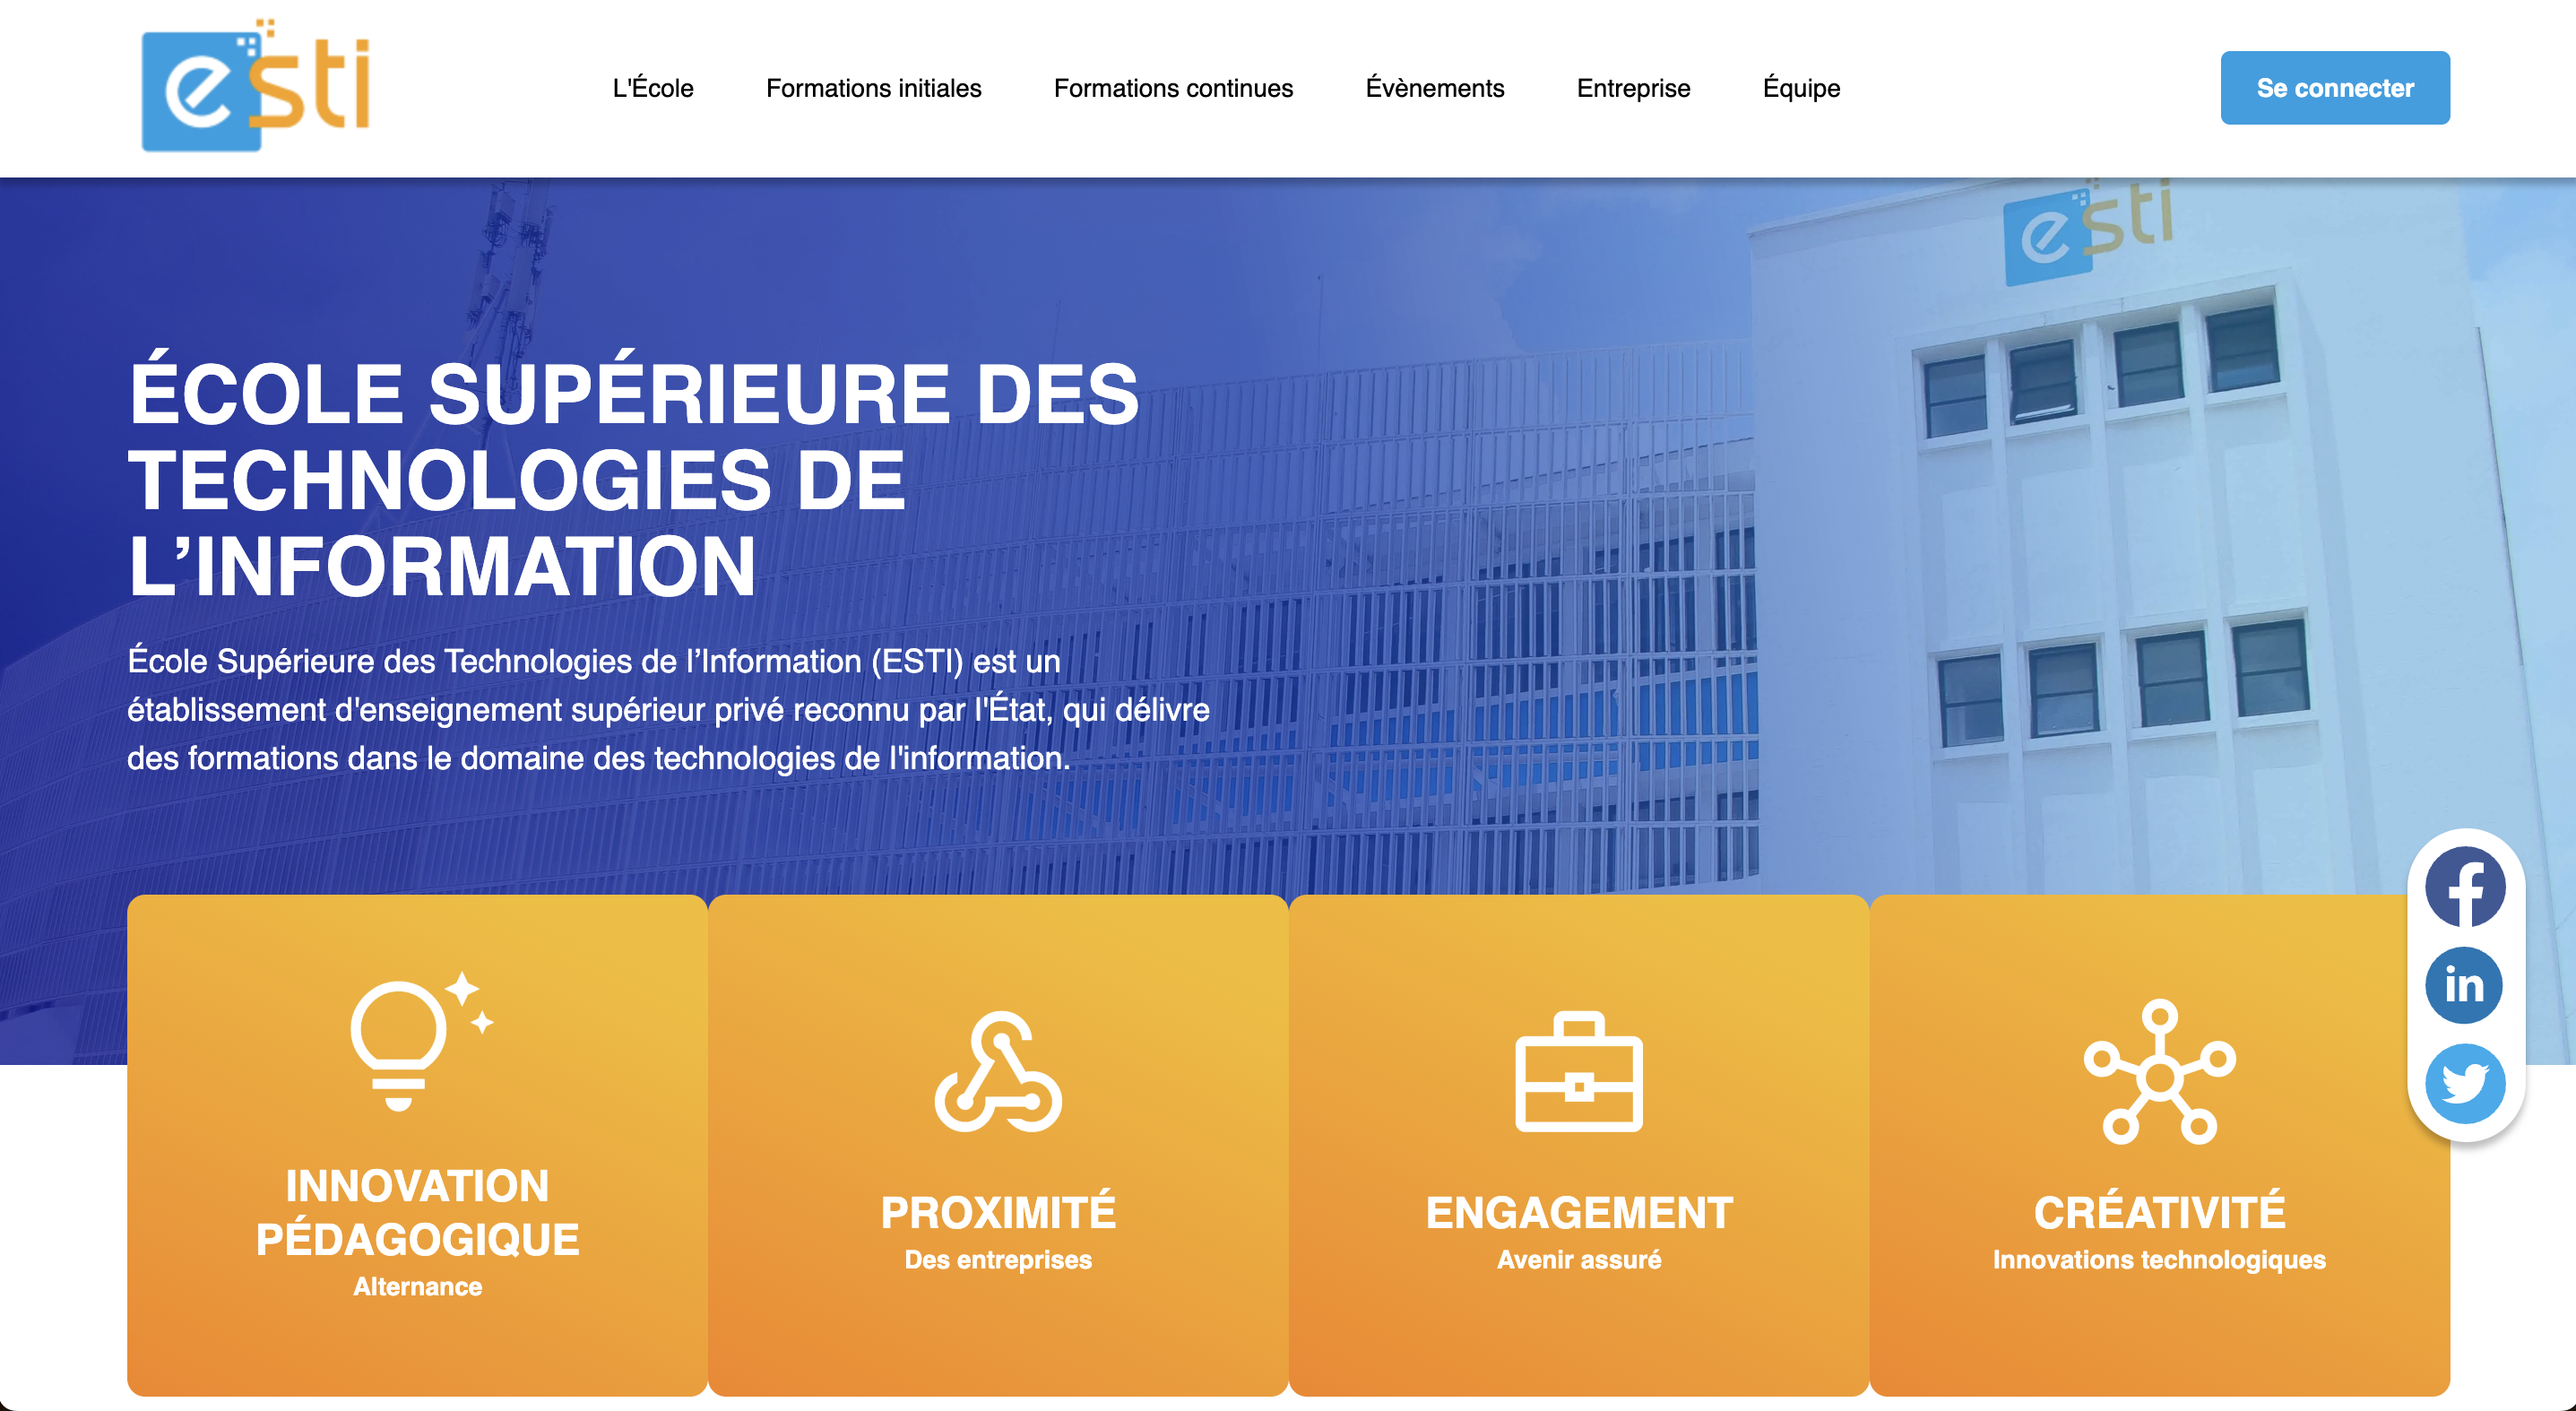 esti
L'École
Formations initiales
Formations continues
Évènements
Entreprise
Équipe
Se connecter
esti
ÉCOLE SUPÉRIEURE DES
TECHNOLOGIES DE
L’INFORMATION
École Supérieure des Technologies de l’Information (ESTI) est un
établissement d'enseignement supérieur privé reconnu par l'État, qui délivre
des formations dans le domaine des technologies de l'information.
f
in
INNOVATION
PÉDAGOGIQUE
Alternance
PROXIMITÉ
Des entreprises
ENGAGEMENT
Avenir assuré
CRÉATIVITÉ
Innovations technologiques